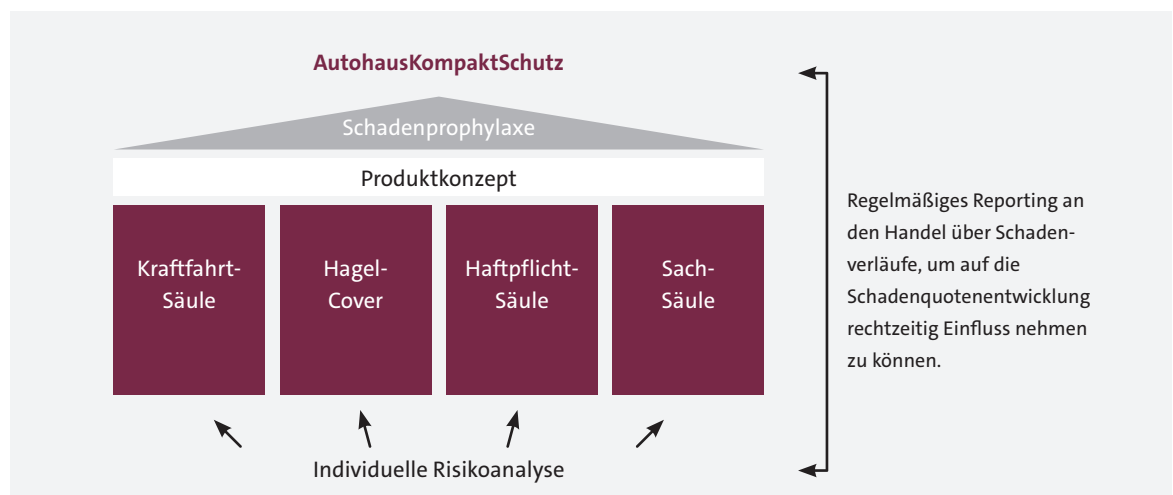 AutohausKompaktSchutz
Schadenprophylaxe
Produktkonzept
Kraftfahrt-
Säule
Hagel-
Cover
Haftpflicht-
Säule
Sach-
Säule
Individuelle Risikoanalyse
Regelmäßiges Reporting an
den Handel über Schaden-
verläufe, um auf die
Schadenquotenentwicklung
rechtzeitig Einfluss nehmen
zu können.